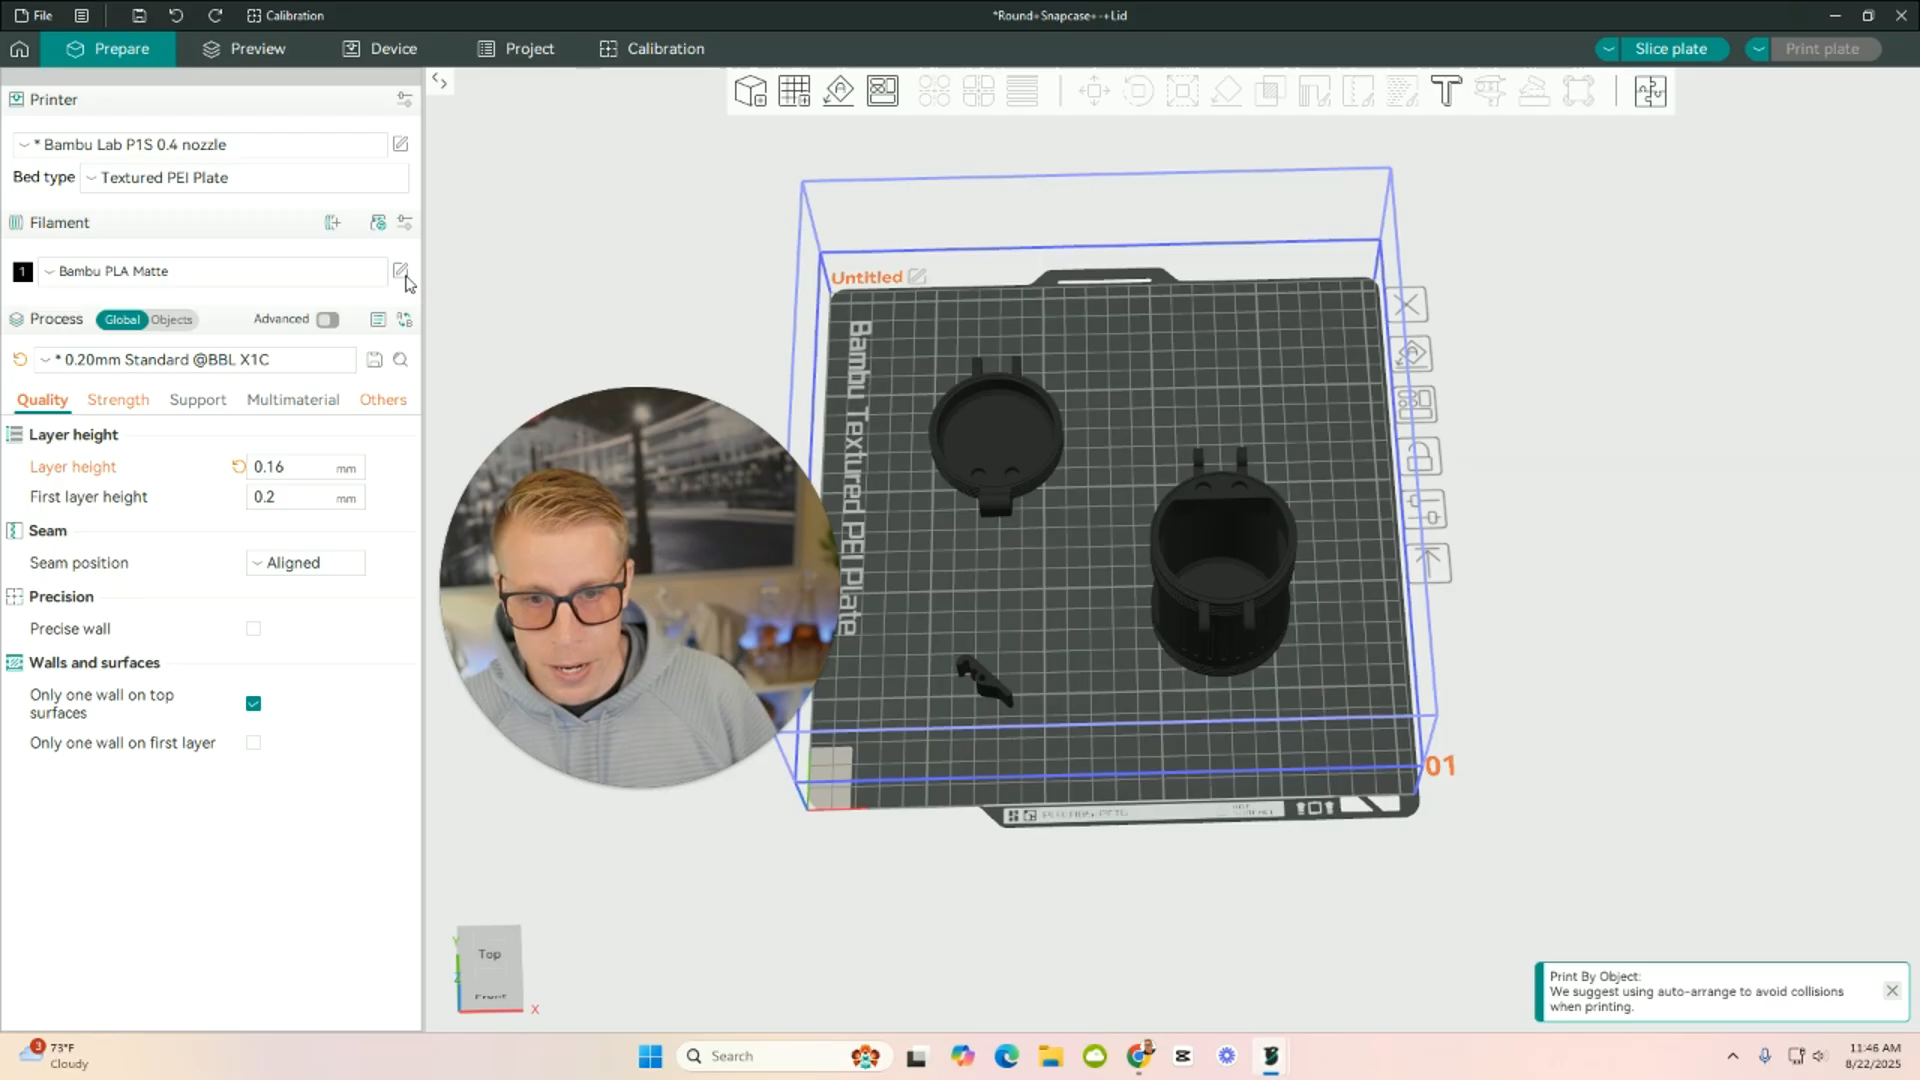 File
Calibration
*Round+Snapcase+-+Lid
Prepare
Preview
Device
Project
Calibration
Slice plate
Print plate
Printer
* Bambu Lab P1S 0.4 nozzle
Bed type
Textured PEI Plate
Filament
1
Bambu PLA Matte
Process
Global
Objects
Advanced
* 0.20mm Standard @BBL X1C
Quality
Strength
Support
Multimaterial
Others
Layer height
Layer height
0.16
mm
First layer height
0.2
mm
Seam
Seam position
Aligned
Precision
Precise wall
Walls and surfaces
Only one wall on top
surfaces
Only one wall on first layer
Untitled
Bambu Textured PEI Plate
01
Top
Front
X
Y
Z
Print By Object:
We suggest using auto-arrange to avoid collisions
when printing.
3
73°F
Cloudy
Search
11:46 AM
8/22/2025